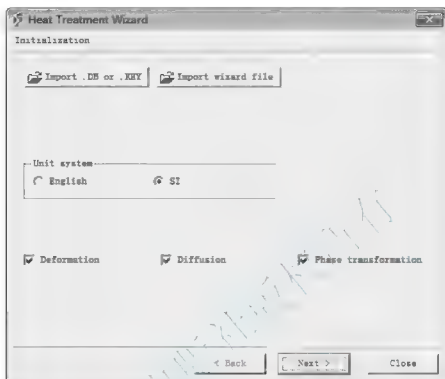 Heat Treatment Wizard
Initialization
Import .DB or .KEY Import wizard file
Unit system
English SI
Deformation Diffusion Phase transformation
< Back Next > Close